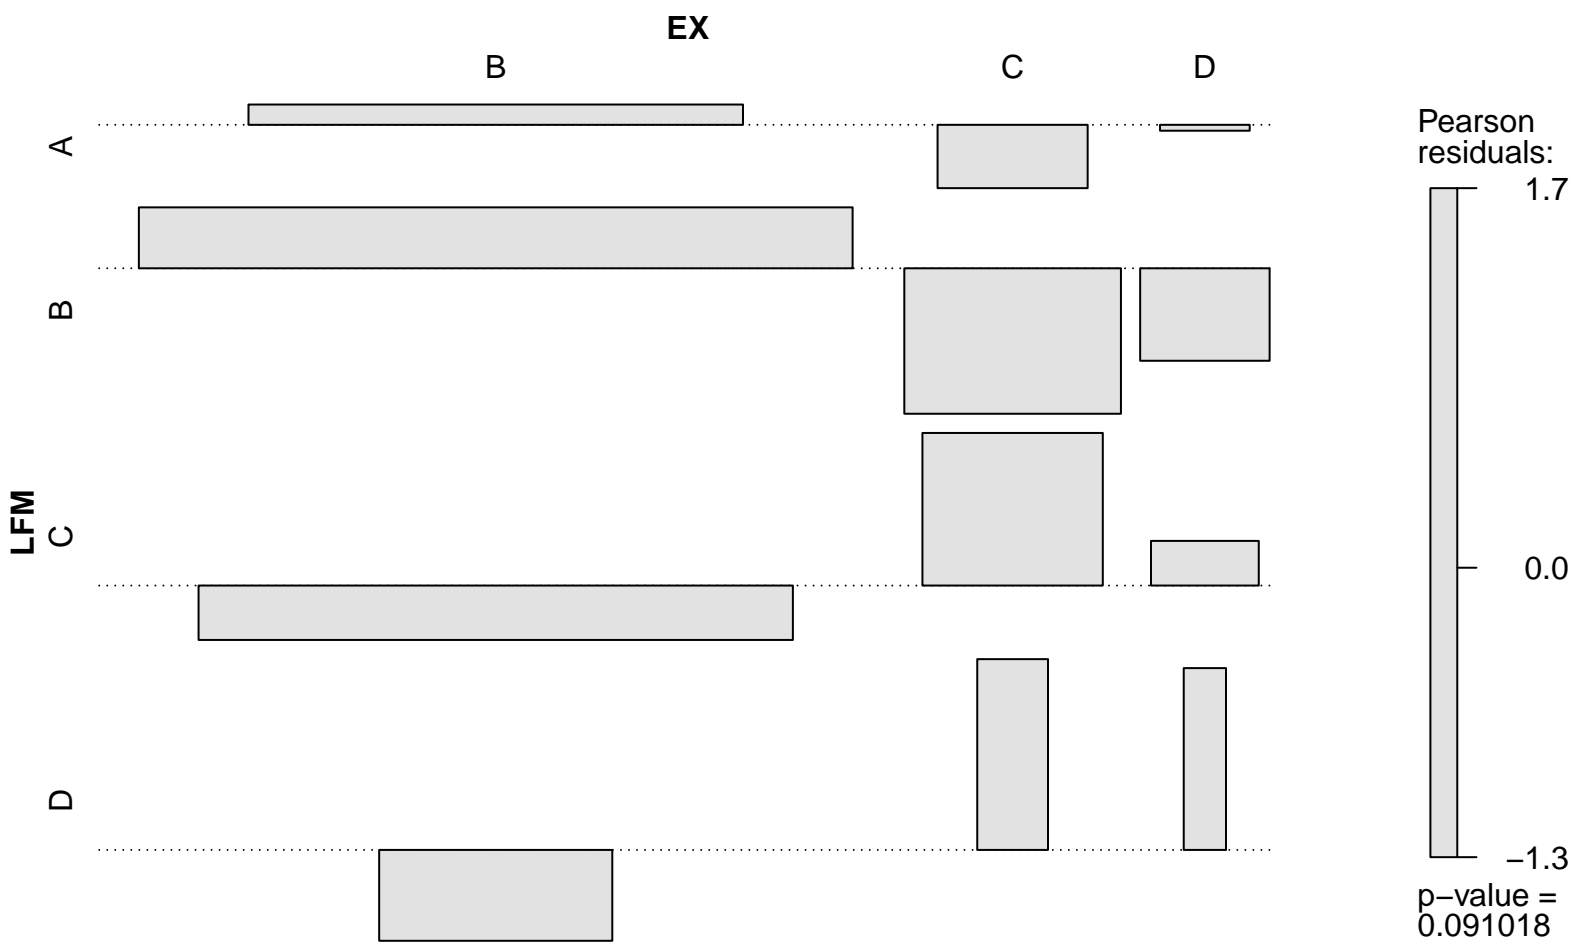 EX
B C D
A
B
C
D
LFM
Pearson
residuals:
1.7
0.0
−1.3
p−value =
0.091018